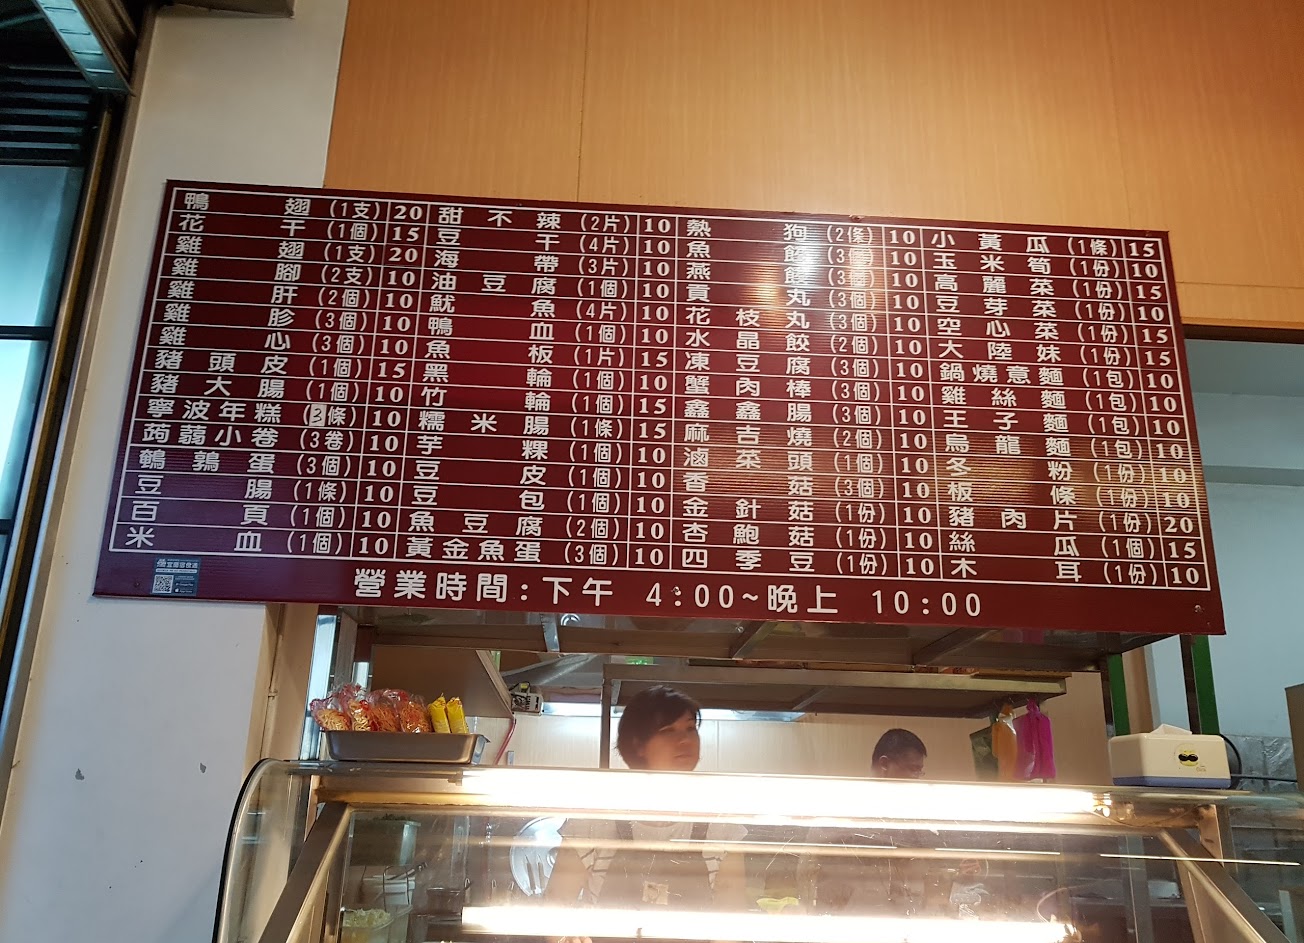 鴨翅(1支) 20
花干(1個) 15
雞翅(1支) 20
雞腳(2支) 10
雞肝(2個) 10
雞胗(3個) 10
雞心(3個) 10
豬頭皮(1個) 15
豬大腸(1個) 10
寧波年糕(3條) 10
蒟蒻小卷(3卷) 10
鵪鶉蛋(3個) 10
豆腸(1條) 10
百頁(1個) 10
米血(1個) 10
甜不辣(2片) 10
豆干(4片) 10
海帶(3片) 10
油豆腐(1個) 10
魷魚(4片) 10
鴨血(1個) 10
魚板(1片) 15
黑輪(1個) 10
竹輪(1個) 15
糯米腸(1條) 15
芋粿(1個) 10
豆皮(1個) 10
豆包(1個) 10
魚豆腐(2個) 10
黃金魚蛋(3個) 10
熱狗(2條) 10
魚餃(3個) 10
燕餃(3個) 10
貢丸(3個) 10
花枝丸(3個) 10
水晶餃(2個) 10
凍豆腐(3個) 10
蟹肉棒(3個) 10
鑫鑫腸(3個) 10
麻吉燒(2個) 10
滷菜頭(1個) 10
香菇(3個) 10
金針菇(1份) 10
杏鮑菇(1份) 10
四季豆(1份) 10
小黃瓜(1條) 15
玉米筍(1份) 10
高麗菜(1份) 15
豆芽菜(1份) 10
空心菜(1份) 15
大陸妹(1份) 15
鍋燒意麵(1包) 10
雞絲麵(1包) 10
王子麵(1包) 10
烏龍麵(1包) 10
冬粉(1份) 10
板條(1份) 10
豬肉片(1份) 20
絲瓜(1個) 15
木耳(1份) 10
營業時間:下午 4:00~晚上 10:00